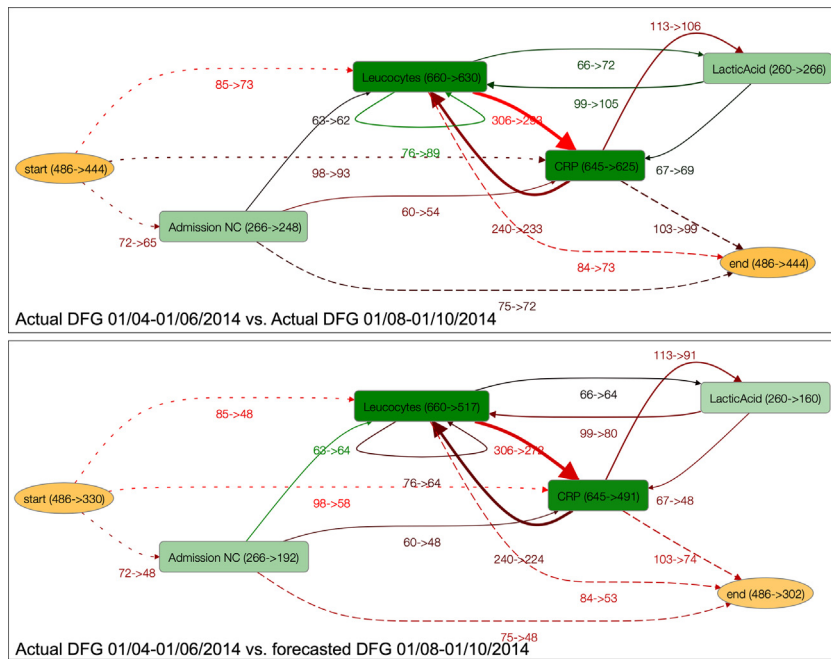 113->106
66->72
Leucocytes (660->630)
LacticAcid (260->266)
85->73
99->105
63->62
76->89
CRP (645->625)
start (486->444)
98->93
67->69
60->54
Admission NC (266->248)
72->65
240->233
103->99
84->73
end (486->444)
75->72
Actual DFG 01/04-01/06/2014 vs. Actual DFG 01/08-01/10/2014
113->91
66->64
Leucocytes (660->517)
LacticAcid (260->160)
85->48
99->80
63->64
76->64
CRP (645->491)
start (486->330)
98->58
67->48
60->48
Admission NC (266->192)
72->48
240->224
103->74
84->53
end (486->302)
75->48
Actual DFG 01/04-01/06/2014 vs. forecasted DFG 01/08-01/10/2014